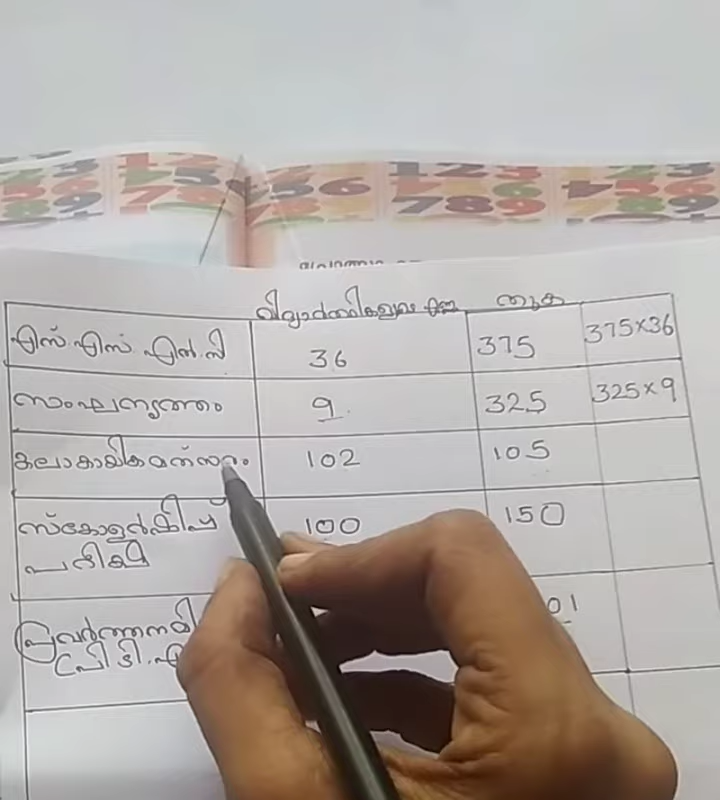 വിദ്യാർത്ഥികളുടെ എണ്ണം തുക
എസ്.എസ്.എൽ.സി 36 375 375×36
സംഘനൃത്തം 9 325 325×9
കലാകായികമത്സരം 102 105
സ്കോളർഷിപ്പ് 100 150
പരീക്ഷ
01